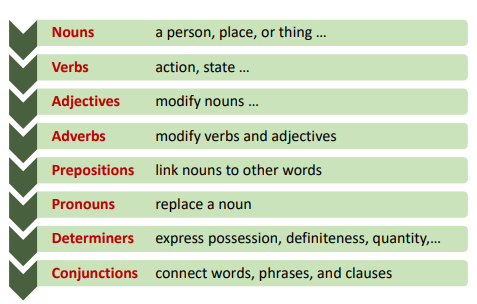 Nouns a person, place, or thing …
Verbs action, state …
Adjectives modify nouns …
Adverbs modify verbs and adjectives
Prepositions link nouns to other words
Pronouns replace a noun
Determiners express possession, definiteness, quantity,…
Conjunctions connect words, phrases, and clauses